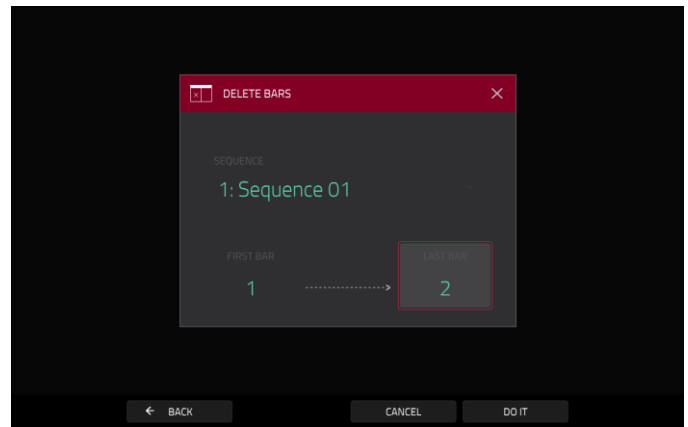 DELETE BARS
SEQUENCE
1: Sequence 01
FIRST BAR
LAST BAR
1
2
BACK
CANCEL
DO IT